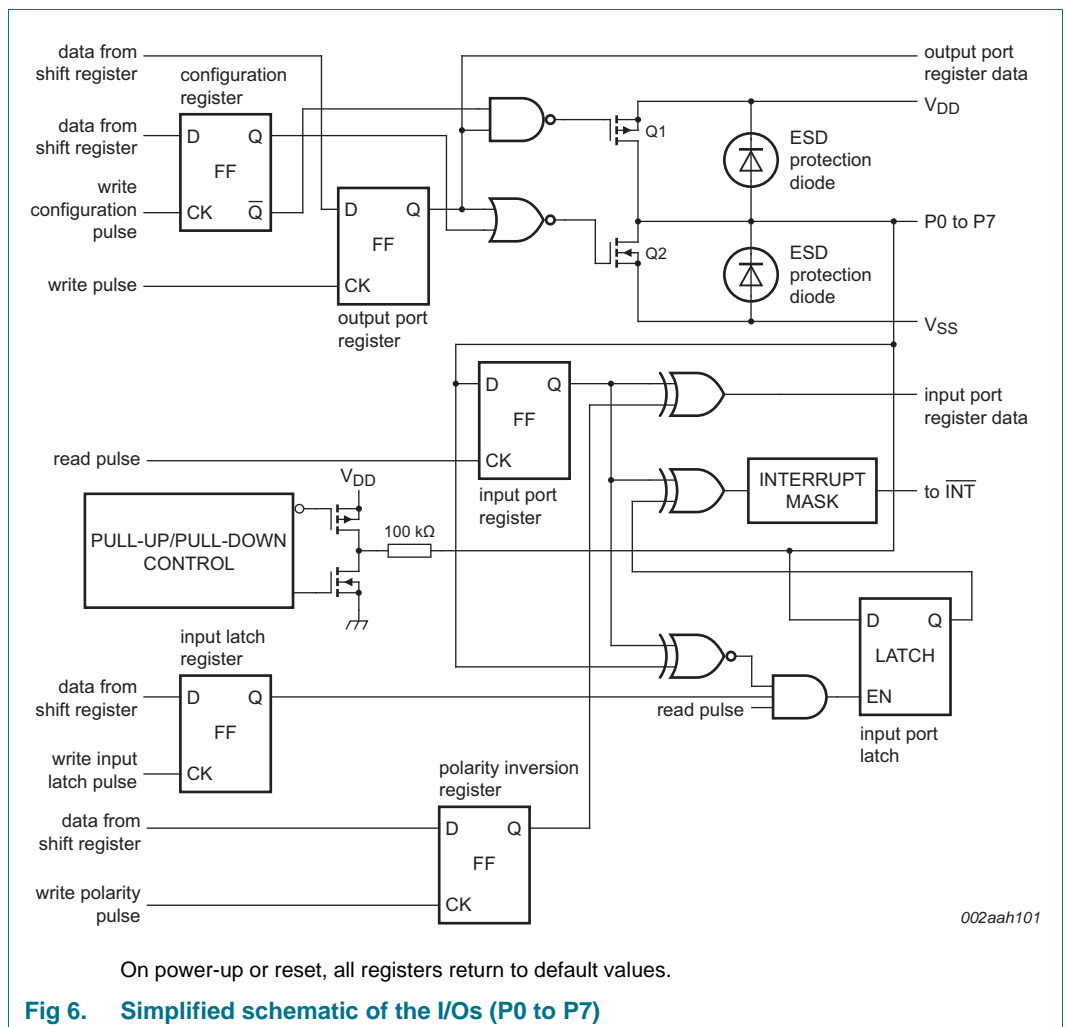 data from
shift register
output port
register data
configuration
register
VDD
data from
shift register
D
Q
FF
Q1
ESD
protection
diode
write
configuration
pulse
CK
Q
D
Q
FF
P0 to P7
Q2
ESD
protection
diode
write pulse
CK
output port
register
VSS
D
Q
FF
input port
register data
read pulse
CK
input port
register
INTERRUPT
MASK
to INT
VDD
PULL-UP/PULL-DOWN
CONTROL
100 kΩ
input latch
register
D
Q
LATCH
EN
data from
shift register
D
Q
FF
read pulse
input port
latch
write input
latch pulse
CK
polarity inversion
register
data from
shift register
D
Q
FF
write polarity
pulse
CK
002aah101
On power-up or reset, all registers return to default values.
Fig 6. Simplified schematic of the I/Os (P0 to P7)